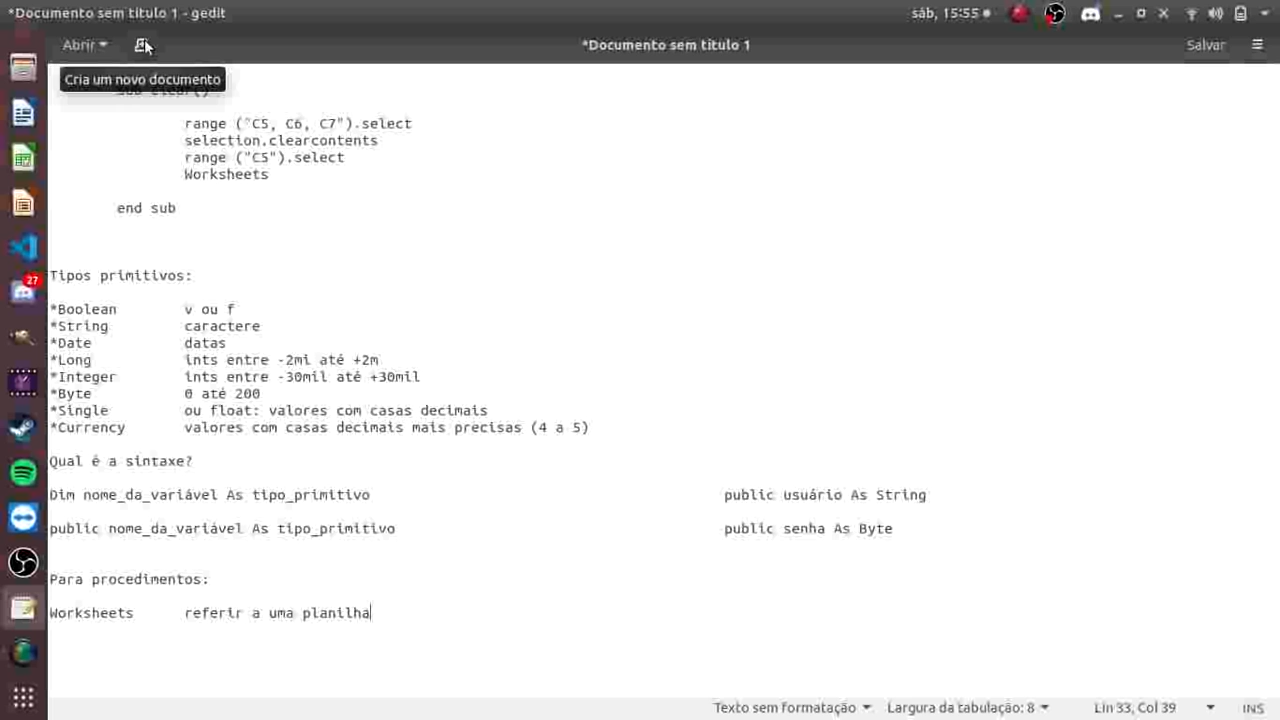 *Documento sem título 1 - gedit
sáb, 15:55
Abrir
*Documento sem título 1
Salvar
Cria um novo documento
sub clear()
range ("C5, C6, C7").select
selection.clearcontents
range ("C5").select
Worksheets
end sub
27
Tipos primitivos:
*Boolean v ou f
*String caractere
*Date datas
*Long ints entre -2mi até +2m
*Integer ints entre -30mil até +30mil
*Byte 0 até 200
*Single ou float: valores com casas decimais
*Currency valores com casas decimais mais precisas (4 a 5)
Qual é a sintaxe?
Dim nome_da_variável As tipo_primitivo public usuário As String
public nome_da_variável As tipo_primitivo public senha As Byte
Para procedimentos:
Worksheets referir a uma planilha
Texto sem formatação Largura da tabulação: 8 Lin 33, Col 39 INS